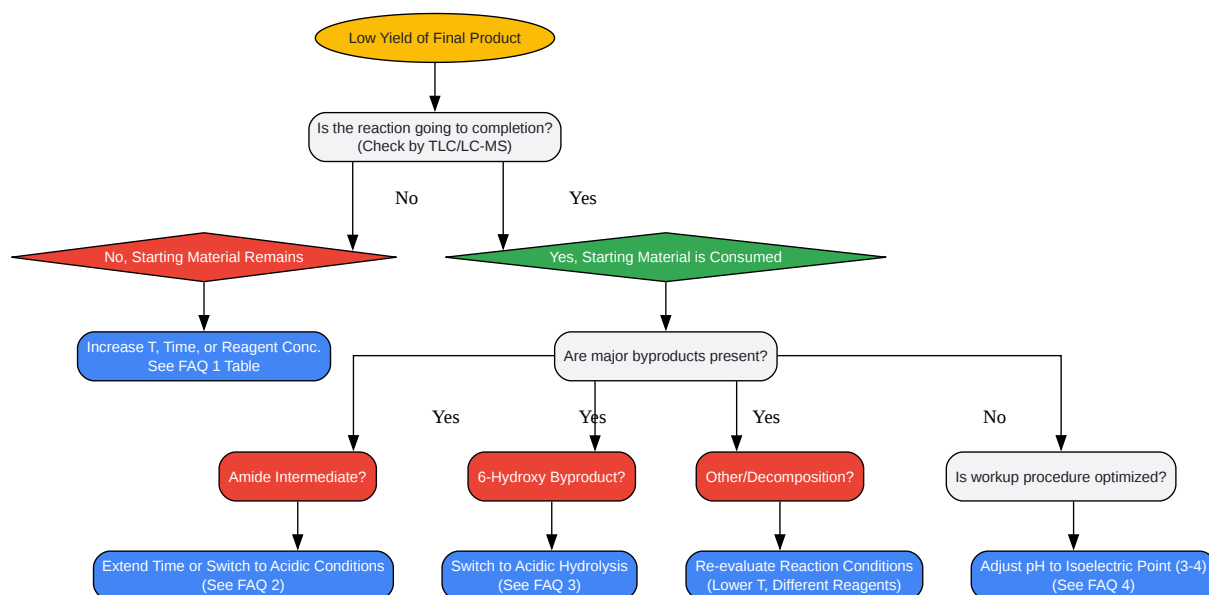 Low Yield of Final Product
Is the reaction going to completion?
(Check by TLC/LC-MS)
No
Yes
No, Starting Material Remains
Yes, Starting Material is Consumed
Increase T, Time, or Reagent Conc.
See FAQ 1 Table
Are major byproducts present?
Yes
Yes
Yes
No
Amide Intermediate?
6-Hydroxy Byproduct?
Other/Decomposition?
Is workup procedure optimized?
Extend Time or Switch to Acidic Conditions
(See FAQ 2)
Switch to Acidic Hydrolysis
(See FAQ 3)
Re-evaluate Reaction Conditions
(Lower T, Different Reagents)
Adjust pH to Isoelectric Point (3-4)
(See FAQ 4)